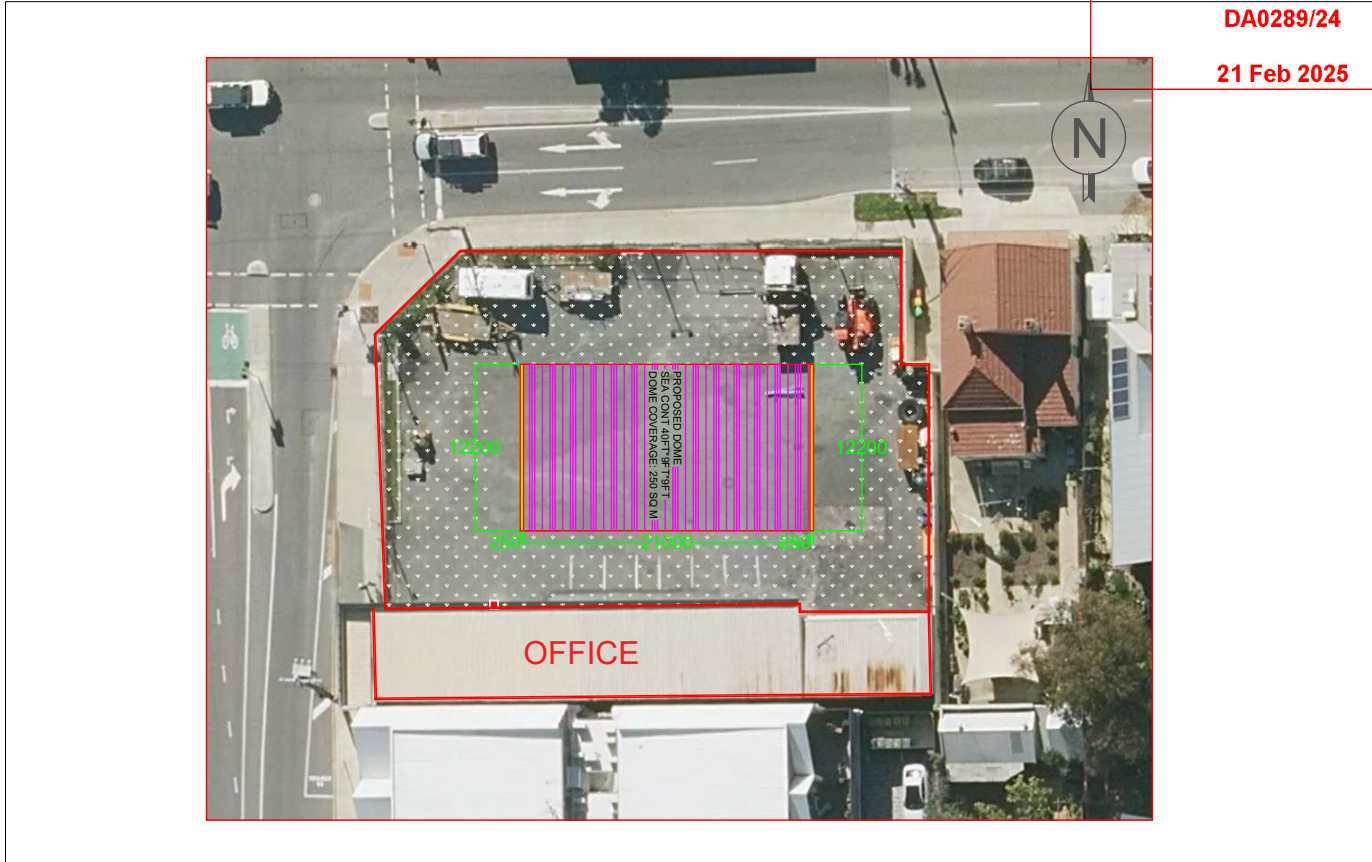 DA0289/24
21 Feb 2025
N
PROPOSED DOME
SEA CONT 40FT*9FT*9FT
DOME COVERAGE: 250 SQ M
12200
12200
250
21000
250
OFFICE